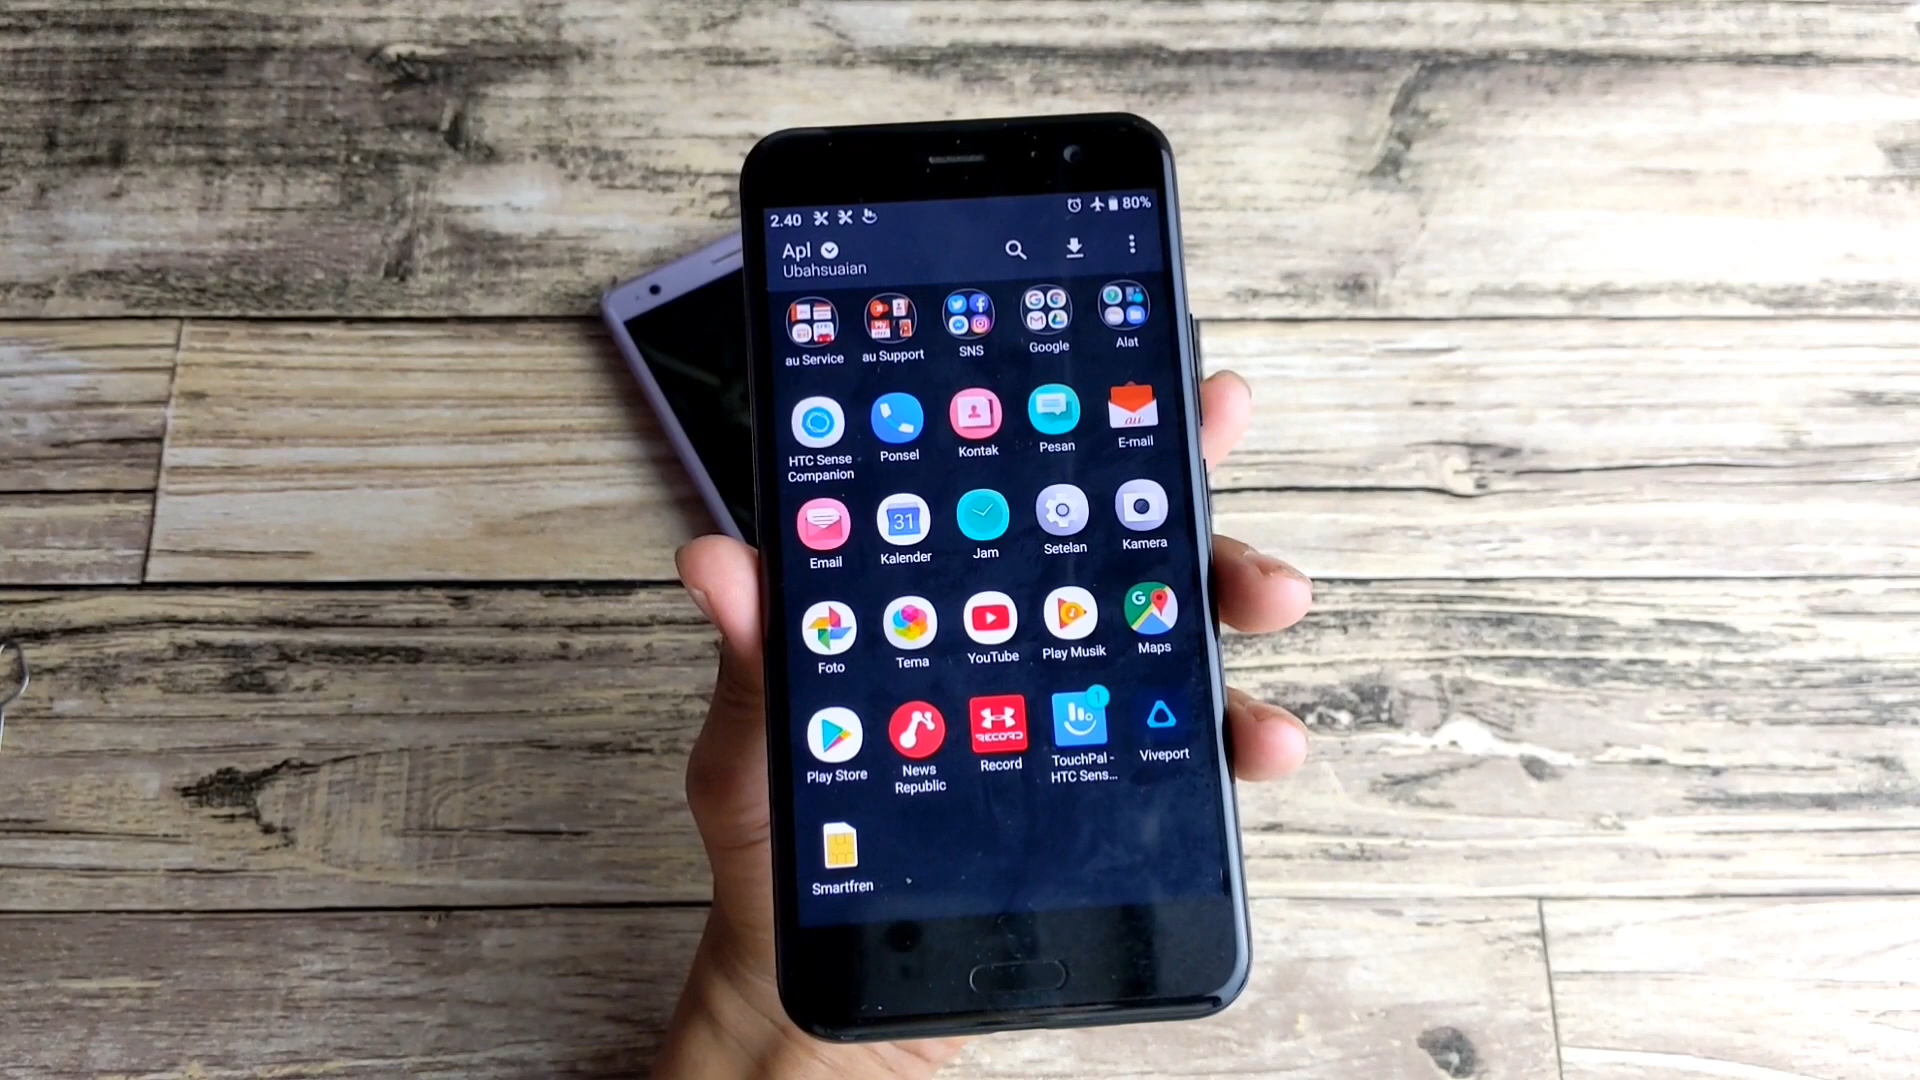 2.40
80%
Apl
Ubahsuaian
au Service
au Support
SNS
Google
Alat
au
HTC Sense
Companion
Ponsel
Kontak
Pesan
E-mail
31
Email
Kalender
Jam
Setelan
Kamera
G
Foto
Tema
YouTube
Play Musik
Maps
RECORD
1
Play Store
News
Republic
Record
TouchPal -
HTC Sens...
Viveport
Smartfren